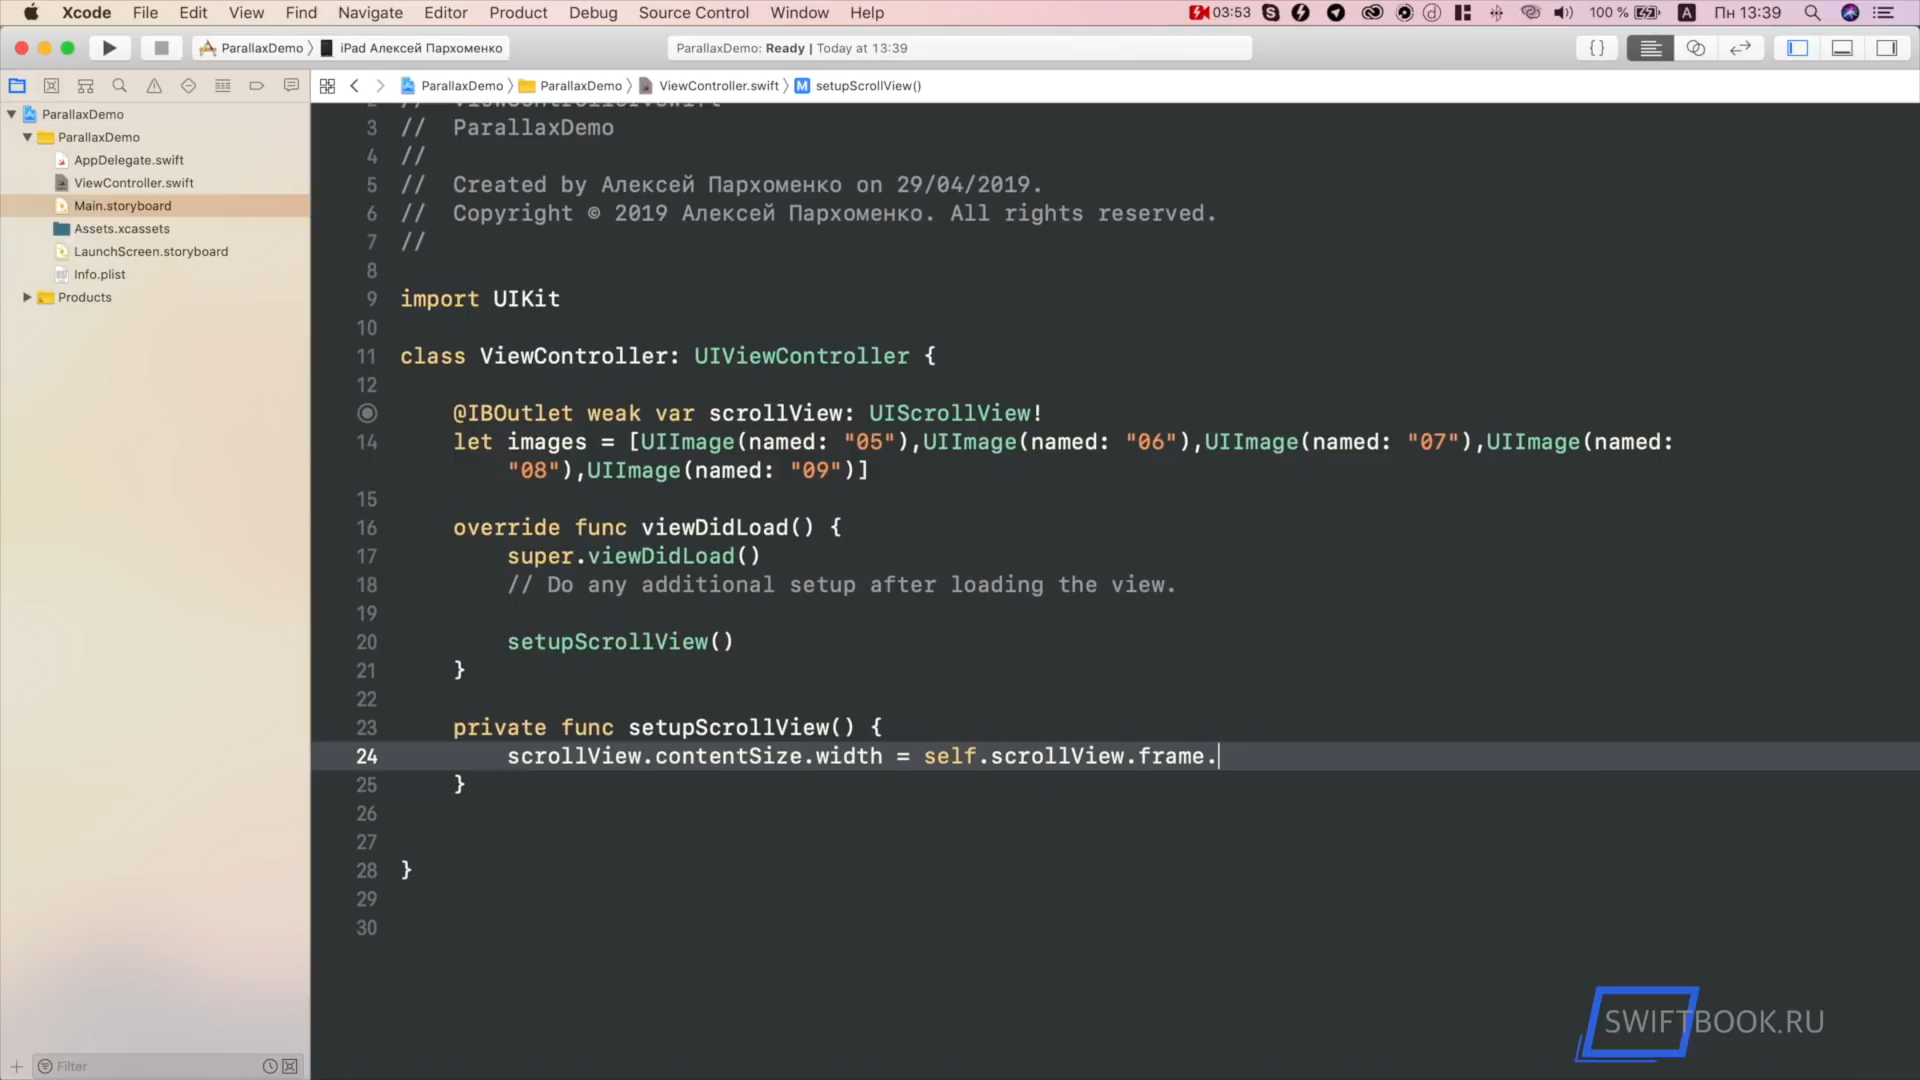 Xcode File Edit View Find Navigate Editor Product Debug Source Control Window Help 03:53 100 % A Пн 13:39
ParallaxDemo iPad Алексей Пархоменко ParallaxDemo: Ready | Today at 13:39 {}
ParallaxDemo ParallaxDemo ViewController.swift M setupScrollView()
ParallaxDemo
ParallaxDemo
AppDelegate.swift
ViewController.swift
Main.storyboard
Assets.xcassets
LaunchScreen.storyboard
Info.plist
Products
Filter
2 // ViewController.swift
3 // ParallaxDemo
4 //
5 // Created by Алексей Пархоменко on 29/04/2019.
6 // Copyright © 2019 Алексей Пархоменко. All rights reserved.
7 //
8
9 import UIKit
10
11 class ViewController: UIViewController {
12
@IBOutlet weak var scrollView: UIScrollView!
14 let images = [UIImage(named: "05"),UIImage(named: "06"),UIImage(named: "07"),UIImage(named:
"08"),UIImage(named: "09")]
15
16 override func viewDidLoad() {
17 super.viewDidLoad()
18 // Do any additional setup after loading the view.
19
20 setupScrollView()
21 }
22
23 private func setupScrollView() {
24 scrollView.contentSize.width = self.scrollView.frame.
25 }
26
27
28 }
29
30
SWIFTBOOK.RU